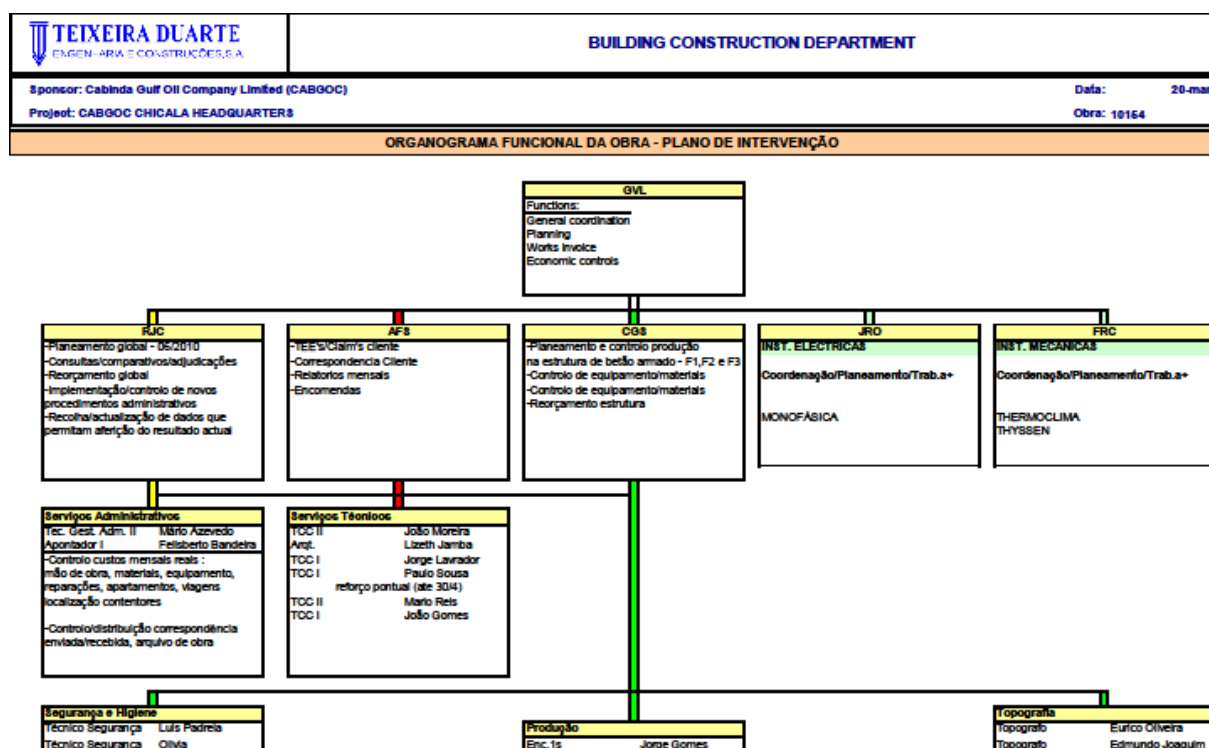 TEIXEIRA DUARTE
ENGENHARIA E CONSTRUÇÕES, S.A.
BUILDING CONSTRUCTION DEPARTMENT
Sponsor: Cabinda Gulf Oil Company Limited (CABGOC)
Data: 20-mar
Project: CABGOC CHICALA HEADQUARTERS
Obra: 10154
ORGANOGRAMA FUNCIONAL DA OBRA - PLANO DE INTERVENÇÃO
GVL
Functions:
General coordination
Planning
Works Invoice
Economic controls
RJC
-Planeamento global - 06/2010
-Consultas/comparativos/adjudicações
-Reorçamento global
-Implementação/controlo de novos
procedimentos administrativos
-Recolha/actualização de dados que
permitam aferição do resultado actual
AFS
-TEE's/Claim's cliente
-Correspondencia Cliente
-Relatorios mensais
-Encomendas
CGS
-Planeamento e controlo produção
na estrutura de betão armado - F1,F2 e F3
-Controlo de equipamento/materiais
-Controlo de equipamento/materiais
-Reorçamento estrutura
JRO
INST. ELECTRICAS
Coordenação/Planeamento/Trab.a+
MONOFÁSICA
FRC
INST. MECANICAS
Coordenação/Planeamento/Trab.a+
THERMOCLIMA
THYSSEN
Serviços Administrativos
Tec. Gest. Adm. II Mário Azevedo
Apontador I Felisberto Bandeira
-Controlo custos mensais reais :
mão de obra, materiais, equipamento,
reparações, apartamentos, viagens
localização contentores
-Controlo/distribuição correspondência
enviada/recebida, arquivo de obra
Serviços Técnicos
TCC II João Moreira
Arqt. Lizeth Jamba
TCC I Jorge Lavrador
TCC I Paulo Sousa
reforço pontual (ate 30/4)
TCC II Mario Reis
TCC I João Gomes
Segurança e Higiene
Técnico Segurança Luis Padreia
Técnico Segurança Olivia
Produção
Enc.1s Jorge Gomes
Topografia
Topografo Eurico Oliveira
Topografo Edmundo Joaquim